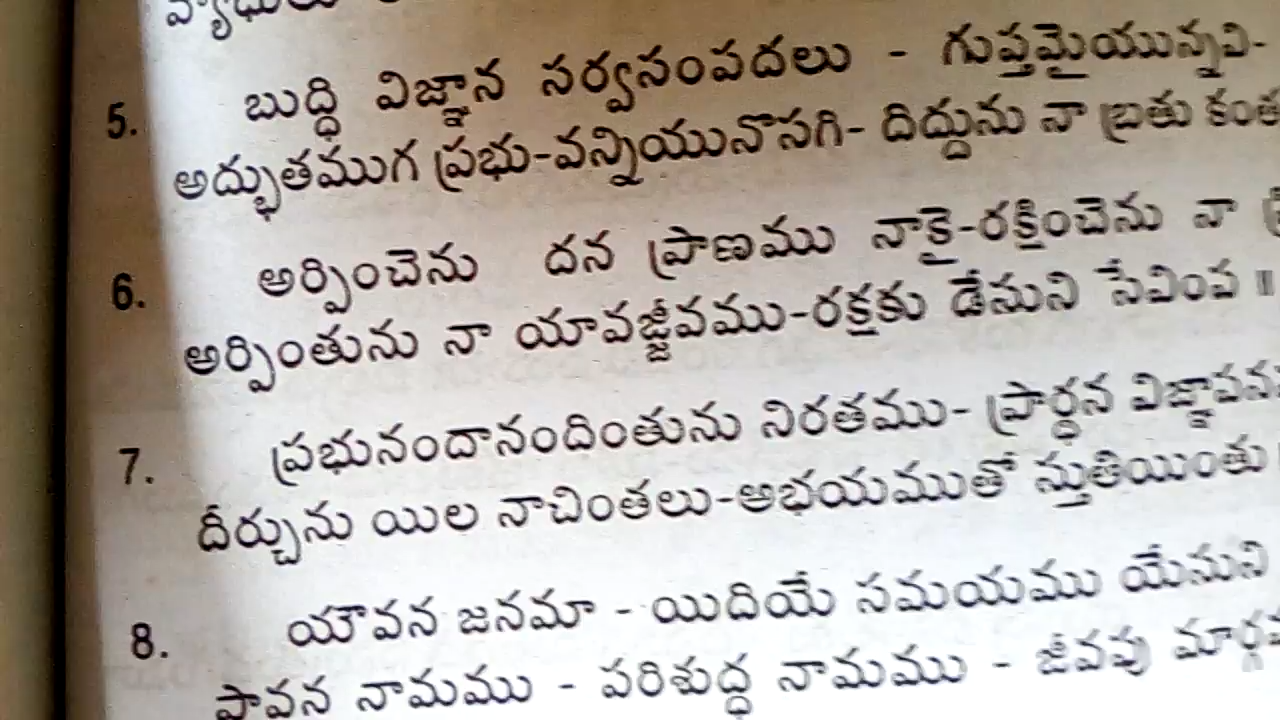 5. బుద్ధి విజ్ఞాన సర్వసంపదలు - గుప్తమైయున్నవి-
అద్భుతముగ ప్రభు-వన్నియునొసగి- దిద్దును నా బ్రతు కంత
6. అర్పించెను దన ప్రాణము నాకై-రక్షించెను నా
అర్పింతును నా యావజ్జీవము-రక్షకు డేసుని సేవింప ॥
7. ప్రభునందానందింతును నిరతము- ప్రార్థన విజ్ఞాపన
దీర్చును యిల నాచింతలు-అభయముతో స్తుతియింతు
8. యౌవన జనమా - యిదియే సమయము యేసుని
పావన నామము - పరిశుద్ధ నామము - జీవపు